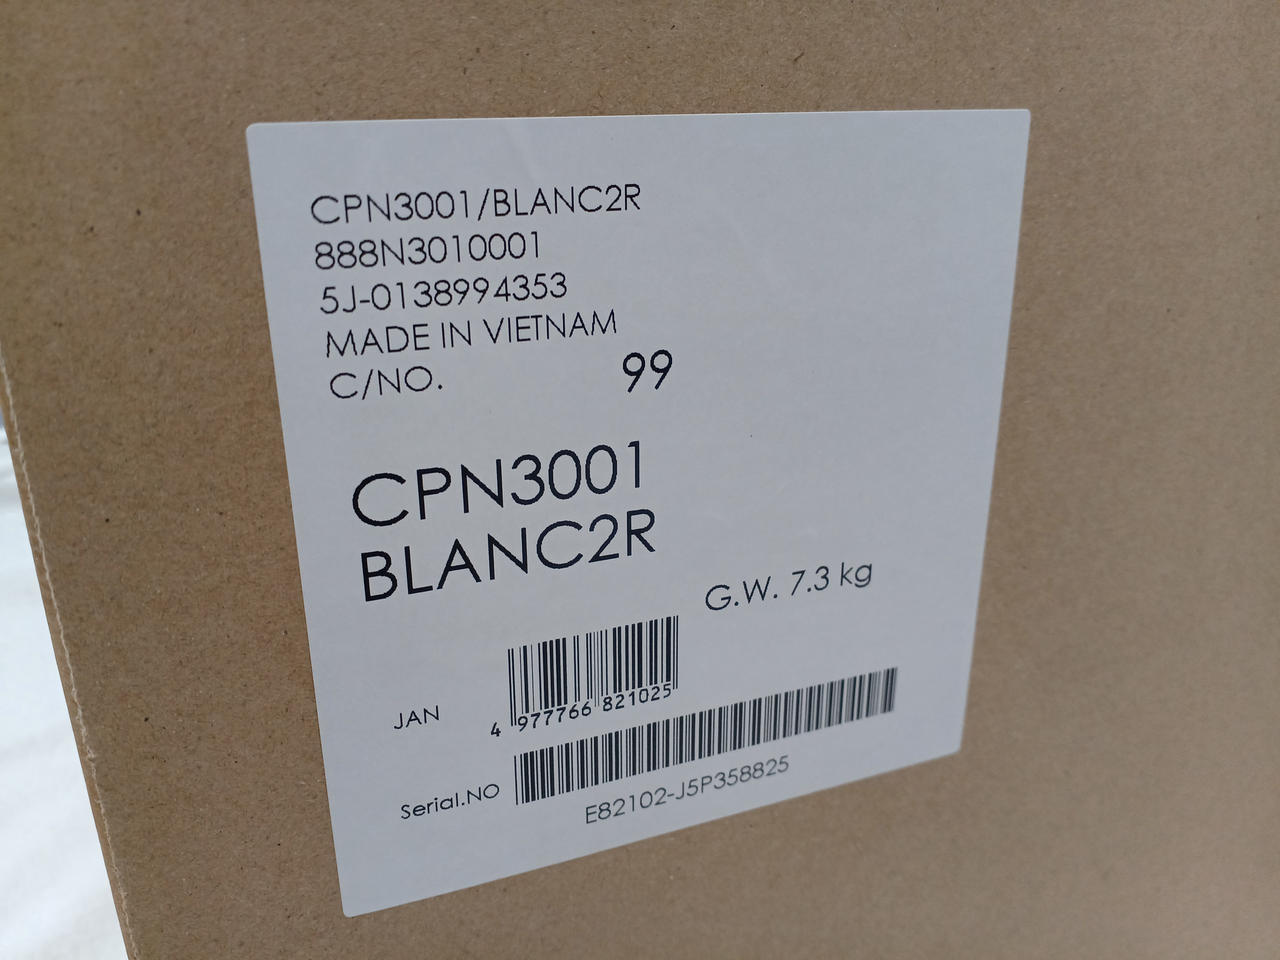 CPN3001/BLANC2R
888N3010001
5J-0138994353
MADE IN VIETNAM
C/NO. 99
CPN3001
BLANC2R
G.W. 7.3 kg
JAN
4 977766 821025
Serial.NO
E82102-J5P358825